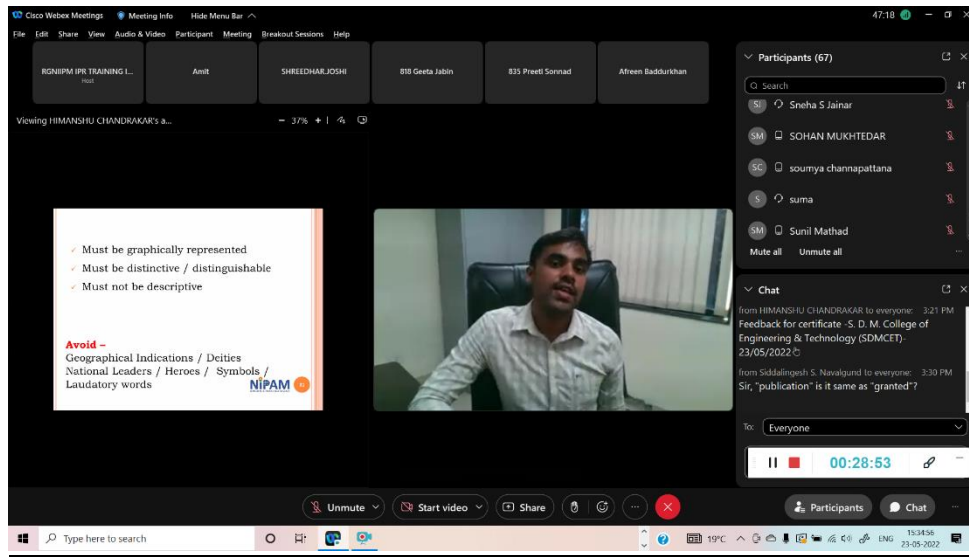 Cisco Webex Meetings Meeting Info Hide Menu Bar
47:18
File Edit Share View Audio & Video Participant Meeting Breakout Sessions Help
RGNIIPM IPR TRAINING I...
Host
Amit
SHREEDHAR.JOSHI
818 Geeta Jabin
835 Preeti Sonnad
Afreen Baddurkhan
Viewing HIMANSHU CHANDRAKAR's a...
− 37% +
✓ Must be graphically represented
✓ Must be distinctive / distinguishable
✓ Must not be descriptive
Avoid –
Geographical Indications / Deities
National Leaders / Heroes / Symbols /
Laudatory words
NiPAM
Participants (67)
Search
SJ Sneha S Jainar
SM SOHAN MUKHTEDAR
SC soumya channapattana
S suma
SM Sunil Mathad
Mute all Unmute all
Chat
from HIMANSHU CHANDRAKAR to everyone: 3:21 PM
Feedback for certificate -S. D. M. College of
Engineering & Technology (SDMCET)-
23/05/2022
from Siddalingesh S. Navalgund to everyone: 3:30 PM
Sir, "publication" is it same as "granted"?
To: Everyone
00:28:53
Unmute
Start video
Share
Participants
Chat
Type here to search
19°C
ENG
15:34:56
23-05-2022